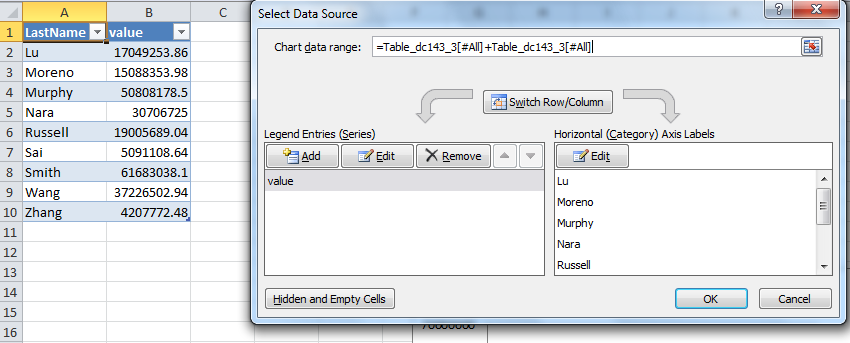 A B C
Select Data Source
1 LastName value
2 Lu 17049253.86
Chart data range: =Table_dc143_3[#All]+Table_dc143_3[#All]
3 Moreno 15088353.98
4 Murphy 50808178.5
5 Nara 30706725
Switch Row/Column
6 Russell 19005689.04
Legend Entries (Series) Horizontal (Category) Axis Labels
7 Sai 5091108.64
Add Edit Remove Edit
8 Smith 61683038.1
value Lu
9 Wang 37226502.94
Moreno
10 Zhang 4207772.48
Murphy
11
Nara
12
13
Russell
14
Hidden and Empty Cells OK Cancel
15
16